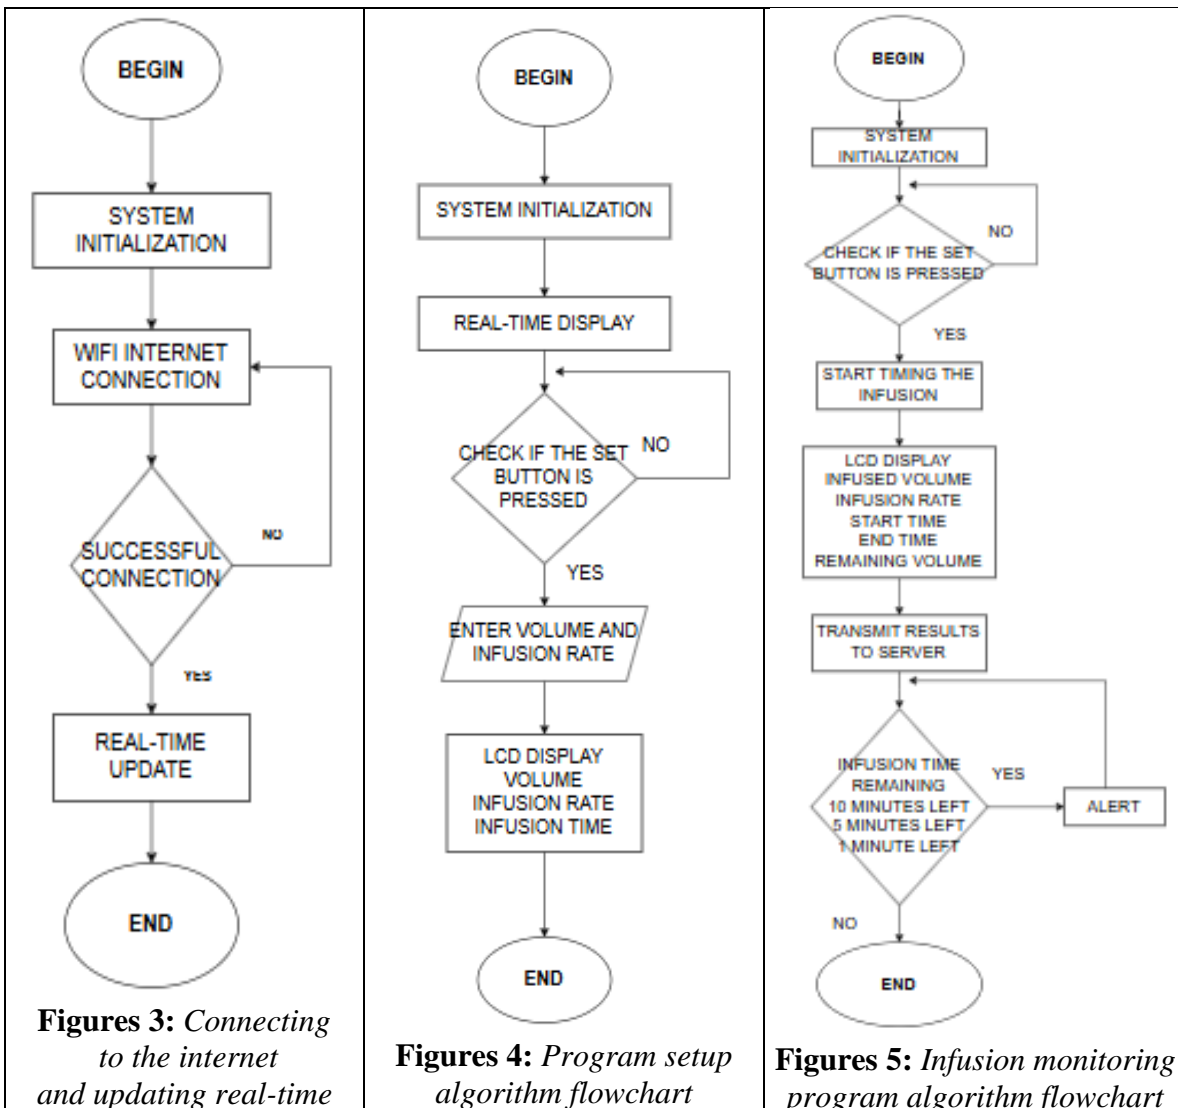 BEGIN
SYSTEM
INITIALIZATION
WIFI INTERNET
CONNECTION
SUCCESSFUL
CONNECTION
NO
YES
REAL-TIME
UPDATE
END
Figures 3: Connecting
to the internet
and updating real-time
BEGIN
SYSTEM INITIALIZATION
REAL-TIME DISPLAY
CHECK IF THE SET
BUTTON IS
PRESSED
NO
YES
ENTER VOLUME AND
INFUSION RATE
LCD DISPLAY
VOLUME
INFUSION RATE
INFUSION TIME
END
Figures 4: Program setup
algorithm flowchart
BEGIN
SYSTEM
INITIALIZATION
NO
CHECK IF THE SET
BUTTON IS PRESSED
YES
START TIMING THE
INFUSION
LCD DISPLAY
INFUSED VOLUME
INFUSION RATE
START TIME
END TIME
REMAINING VOLUME
TRANSMIT RESULTS
TO SERVER
INFUSION TIME
REMAINING
10 MINUTES LEFT
5 MINUTES LEFT
1 MINUTE LEFT
YES
ALERT
NO
END
Figures 5: Infusion monitoring
program algorithm flowchart